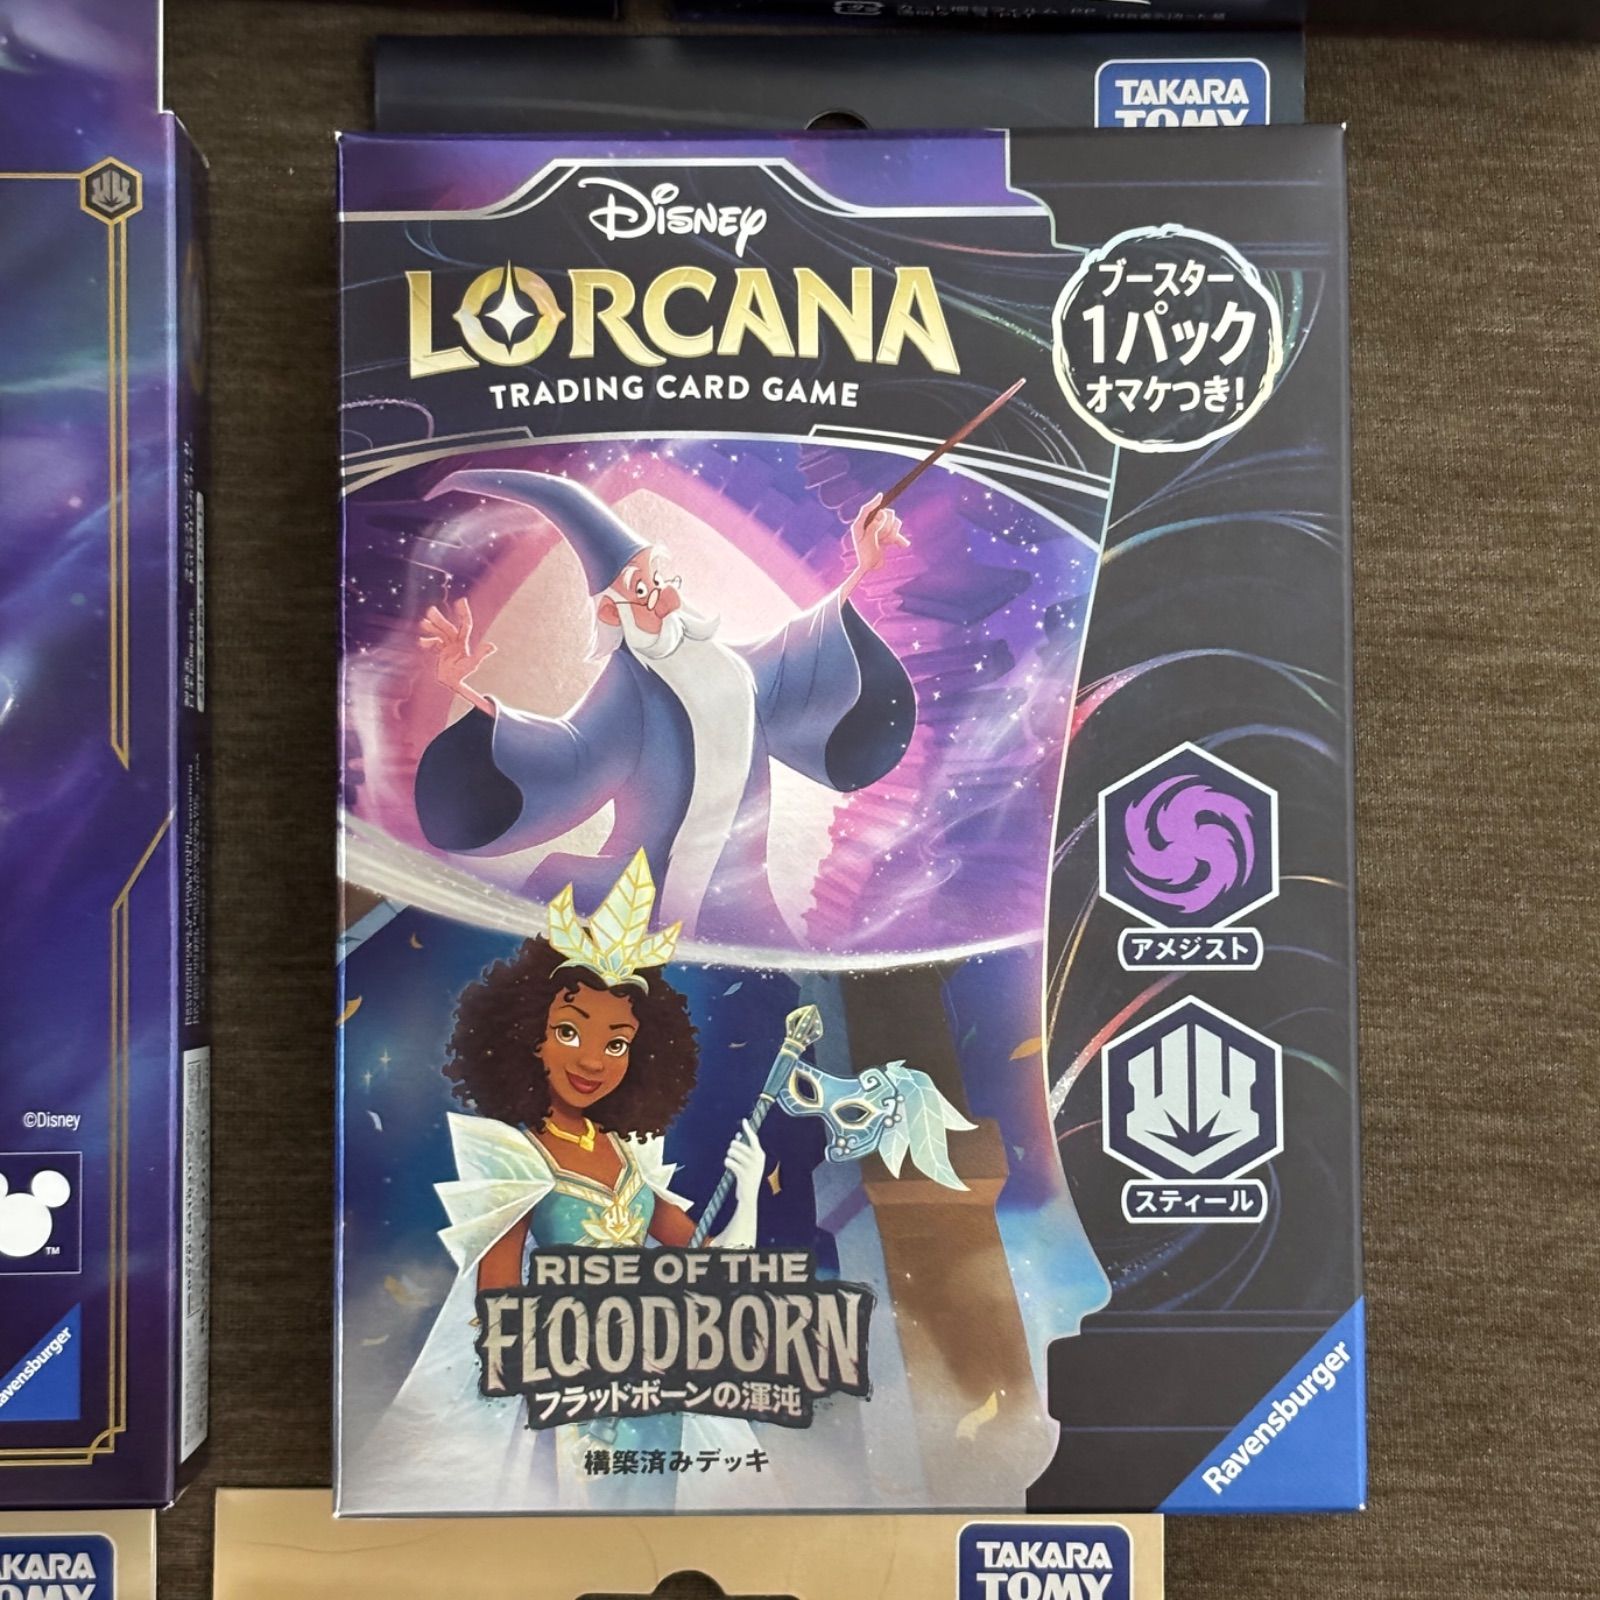 TAKARA
TOMY
DISNEY
LORCANA
TRADING CARD GAME
ブースター
1パック
オマケつき!
アメジスト
スティール
RISE OF THE
FLOODBORN
フラッドボーンの渾沌
構築済みデッキ
Ravensburger
©Disney
TM
Ravensburger
TAKARA
TOMY
TAKARA
TOMY